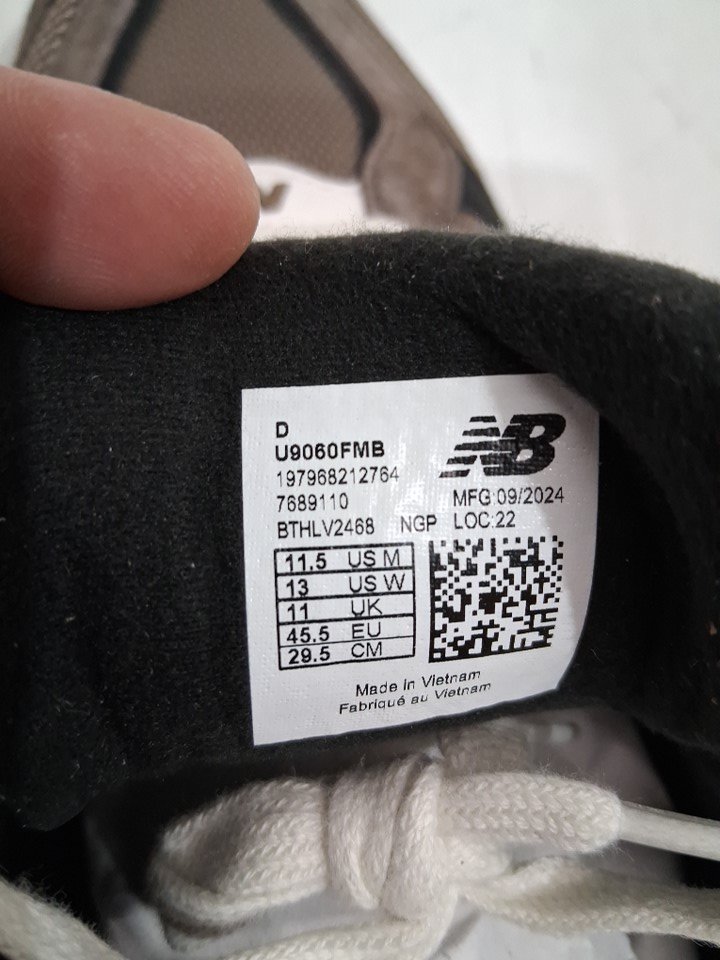 D
U9060FMB
197968212764
7689110
BTHLV2468 NGP
NB
MFG:09/2024
LOC:22
11.5 US M
13 US W
11 UK
45.5 EU
29.5 CM
Made in Vietnam
Fabriqué au Vietnam